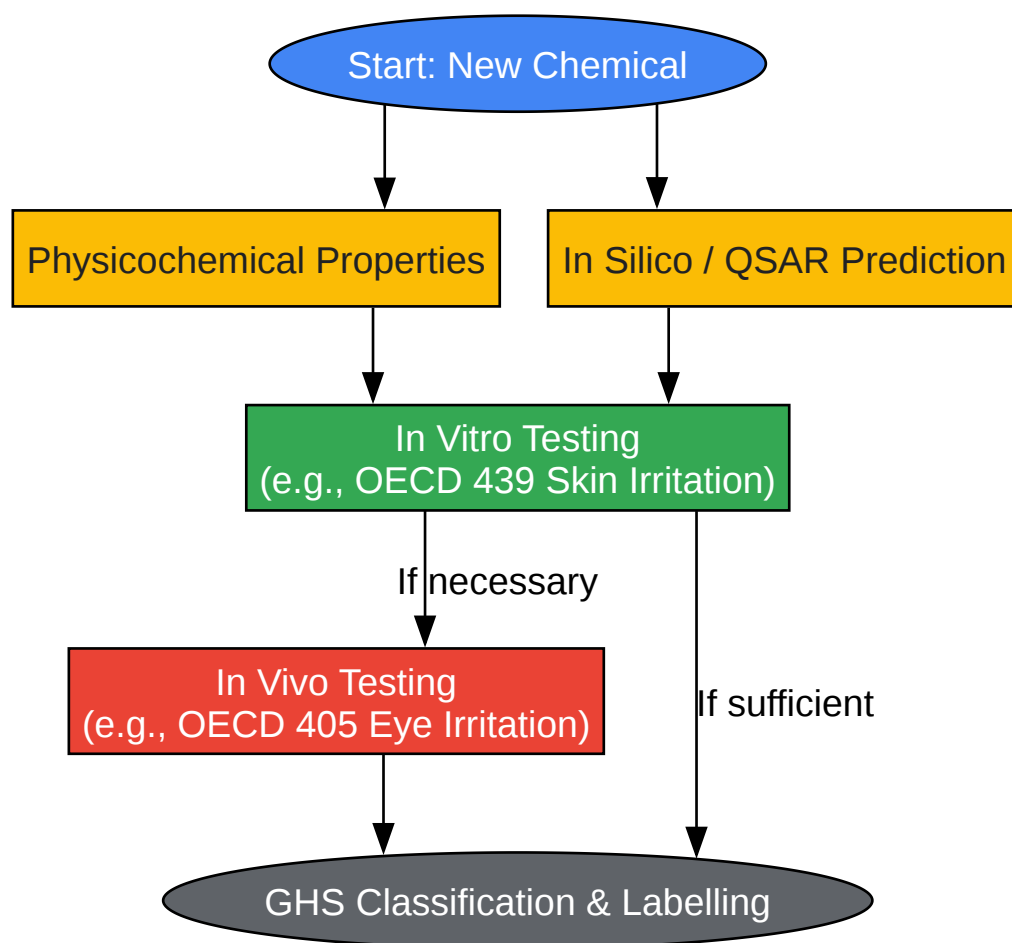 Start: New Chemical
Physicochemical Properties
In Silico / QSAR Prediction
In Vitro Testing
(e.g., OECD 439 Skin Irritation)
If necessary
In Vivo Testing
(e.g., OECD 405 Eye Irritation)
If sufficient
GHS Classification & Labelling